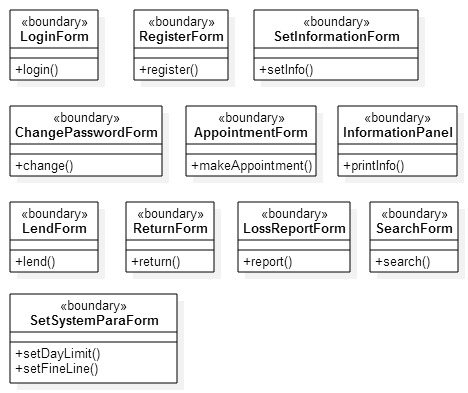 «boundary»
LoginForm
+login()
«boundary»
RegisterForm
+register()
«boundary»
SetInformationForm
+setInfo()
«boundary»
ChangePasswordForm
+change()
«boundary»
AppointmentForm
+makeAppointment()
«boundary»
InformationPanel
+printInfo()
«boundary»
LendForm
+lend()
«boundary»
ReturnForm
+return()
«boundary»
LossReportForm
+report()
«boundary»
SearchForm
+search()
«boundary»
SetSystemParaForm
+setDayLimit()
+setFineLine()